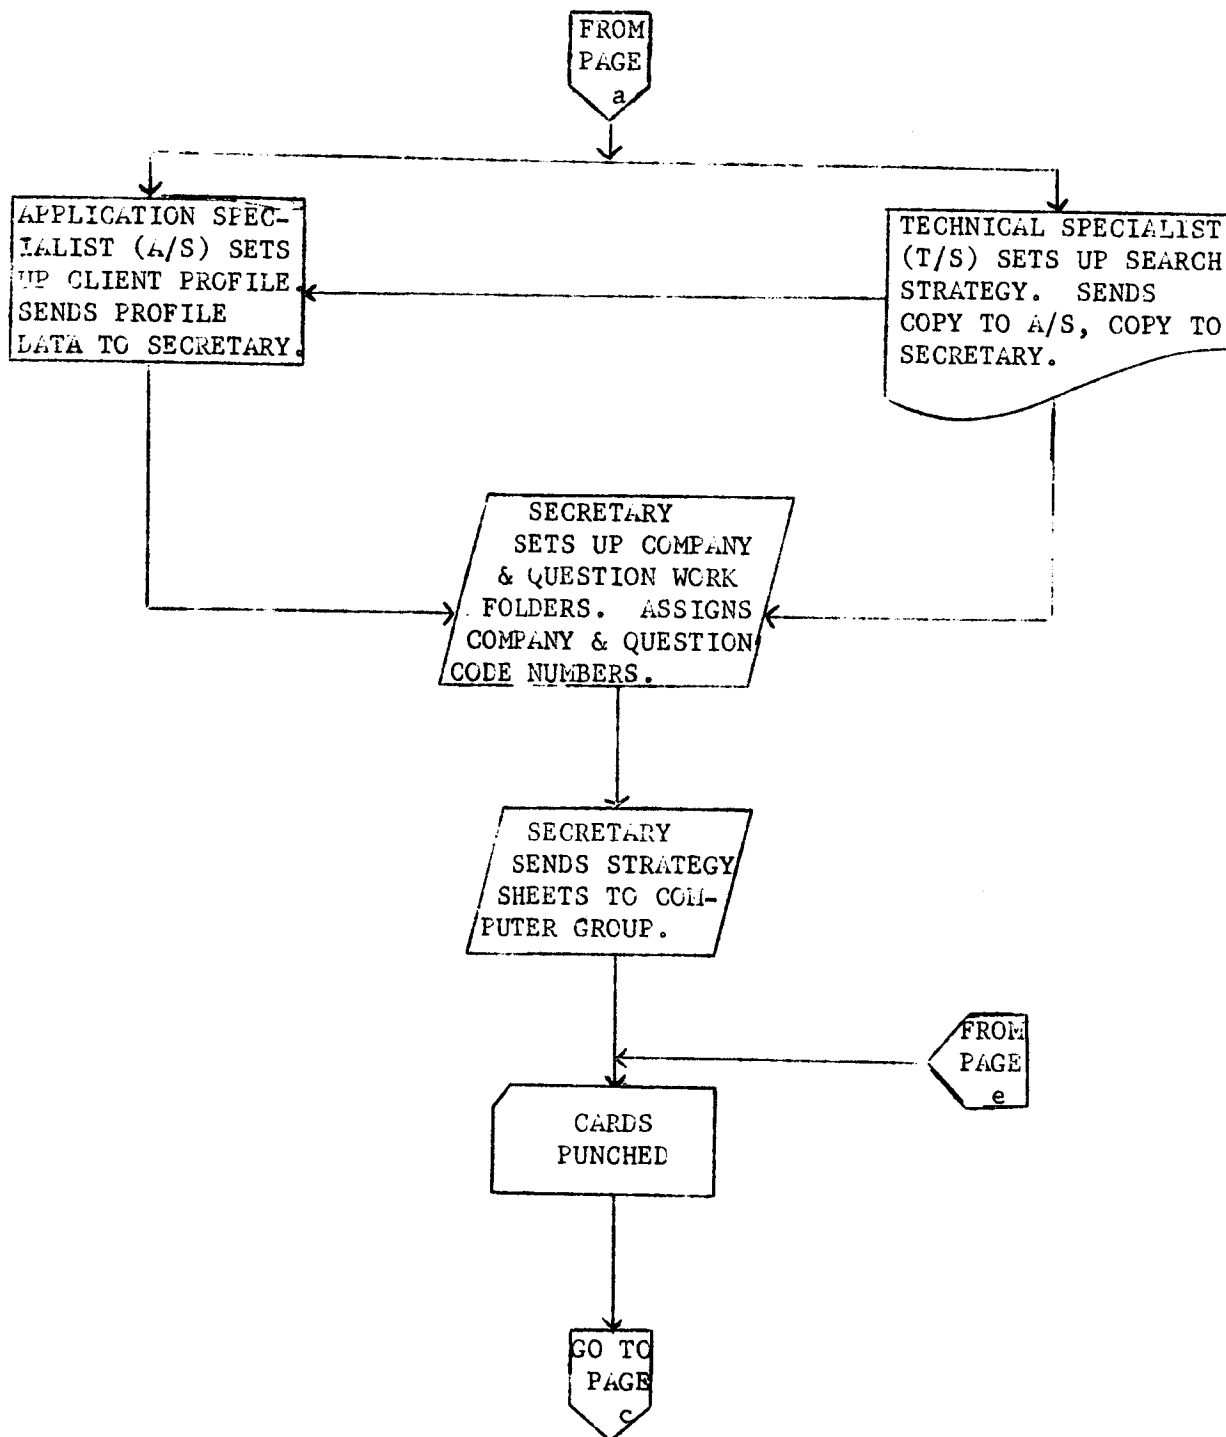 FROM
PAGE
a
APPLICATION SPEC-
IALIST (A/S) SETS
UP CLIENT PROFILE
SENDS PROFILE
DATA TO SECRETARY.
TECHNICAL SPECIALIST
(T/S) SETS UP SEARCH
STRATEGY. SENDS
COPY TO A/S, COPY TO
SECRETARY.
SECRETARY
SETS UP COMPANY
& QUESTION WORK
FOLDERS. ASSIGNS
COMPANY & QUESTION
CODE NUMBERS.
SECRETARY
SENDS STRATEGY
SHEETS TO COM-
PUTER GROUP.
FROM
PAGE
e
CARDS
PUNCHED
GO TO
PAGE
c